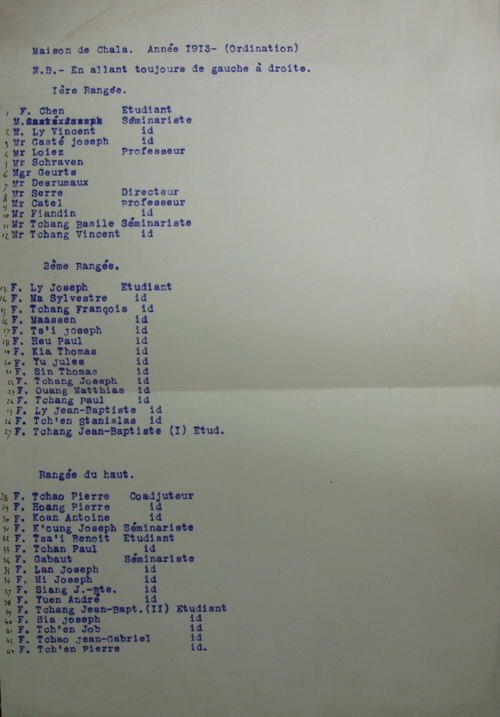 Maison de Chala. Année 1913- (Ordination)
N.B.- En allant toujours de gauche à droite.
Ière Rangée.
1 F. Chen Etudiant
M. Séminariste
2 M. Ly Vincent id
3 Mr Gasté joseph id
4 Mr Loiez Professeur
5 Mr Schraven
6 Mgr Geurts
7 Mr Desrumaux
8 Mr Serre Directeur
9 Mr Catel professeur
10 Mr Flandin id
11 Mr Tchang Basile Séminariste
12 Mr Tchang Vincent id
2ème Rangée.
13 F. Ly Joseph Etudiant
14 F. Ma Sylvestre id
15 F. Tchang François id
16 F. Maassen id
17 F. Ts'i joseph id
18 F. Hsu Paul id
19 F. Kia Thomas id
20 F. Yu jules id
21 F. Sin Thomas id
22 F. Tchang Joseph id
23 F. Ouang Matthias id
24 F. Tchang paul id
25 F. Ly jean-Baptiste id
26 F. Tch'en Stanislas id
27 F. Tchang Jean-Baptiste (I) Etud.
Rangée du haut.
28 F. Tchao Pierre Coadjuteur
29 F. Hoang Pierre id
30 F. Koan Antoine id
31 F. K'oung Joseph Séminariste
32 F. Tsa'i Benoit Etudiant
33 F. Tchan Paul id
34 F. Gabaut Séminariste
35 F. Lan Joseph id
36 F. Mi Joseph id
37 F. Siang J.-Bte. id
38 F. Yuen André id
39 F. Tchang Jean-Bapt.(II) Etudiant
40 F. Sia joseph id
41 F. Tch'en Job id
42 F. Tchao jean-Gabriel id
43 F. Tch'en pierre id.